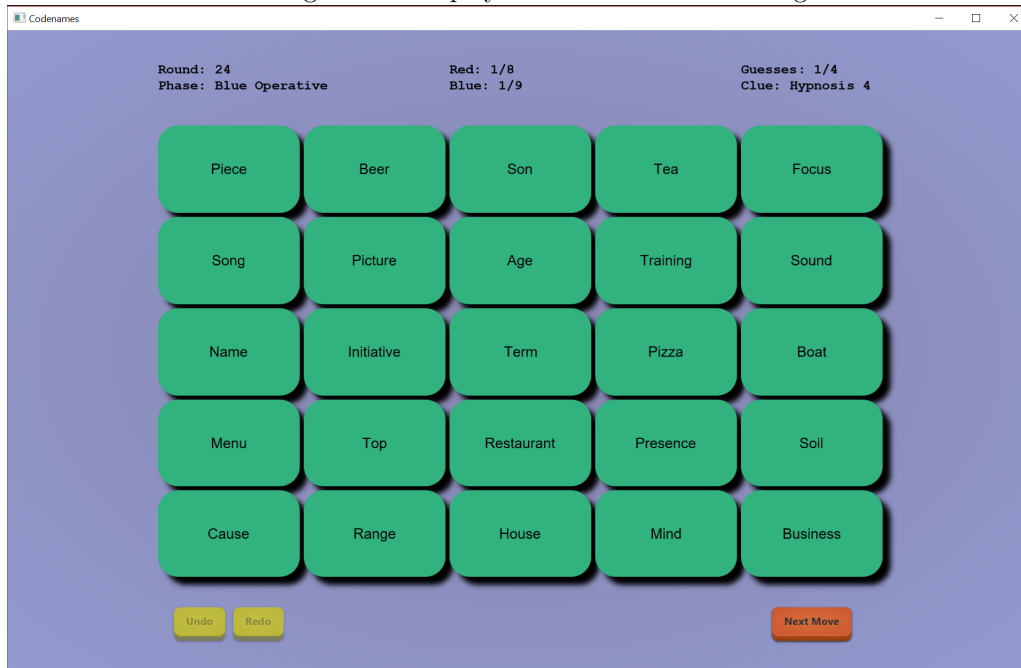 Codenames
Round: 24 Red: 1/8 Guesses: 1/4
Phase: Blue Operative Blue: 1/9 Clue: Hypnosis 4
Piece Beer Son Tea Focus
Song Picture Age Training Sound
Name Initiative Term Pizza Boat
Menu Top Restaurant Presence Soil
Cause Range House Mind Business
Undo Redo Next Move